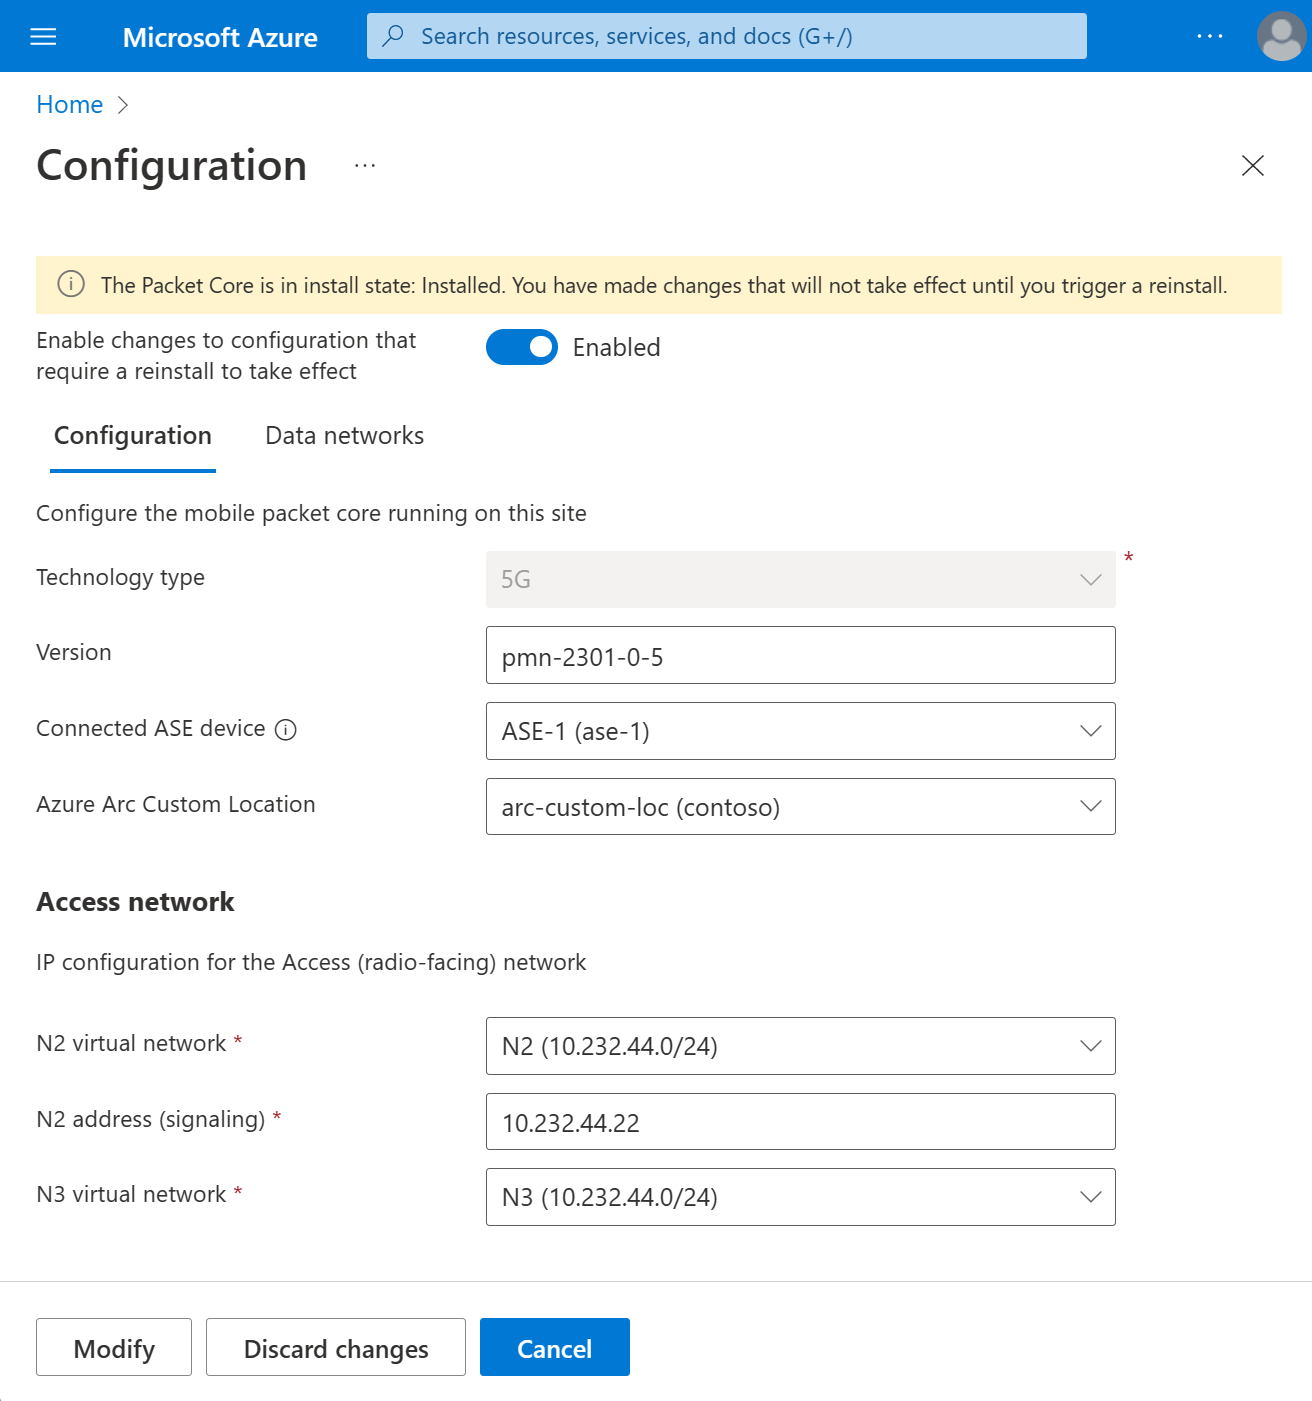 Microsoft Azure
Search resources, services, and docs (G+/)
...
Home >
Configuration ...
The Packet Core is in install state: Installed. You have made changes that will not take effect until you trigger a reinstall.
Enable changes to configuration that
require a reinstall to take effect
Enabled
Configuration Data networks
Configure the mobile packet core running on this site
Technology type 5G *
Version pmn-2301-0-5
Connected ASE device ASE-1 (ase-1)
Azure Arc Custom Location arc-custom-loc (contoso)
Access network
IP configuration for the Access (radio-facing) network
N2 virtual network * N2 (10.232.44.0/24)
N2 address (signaling) * 10.232.44.22
N3 virtual network * N3 (10.232.44.0/24)
Modify Discard changes Cancel